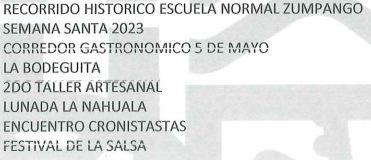 RECORRIDO HISTORICO ESCUELA NORMAL ZUMPANGO
SEMANA SANTA 2023
CORREDOR GASTRONOMICO 5 DE MAYO
LA BODEGUITA
2DO TALLER ARTESANAL
LUNADA LA NAHUALA
ENCUENTRO CRONISTASTAS
FESTIVAL DE LA SALSA